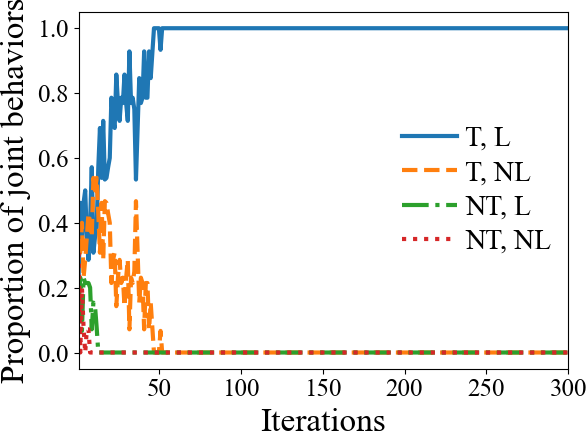 Proportion of joint behaviors
1.0
0.8
0.6
0.4
0.2
0.0
T, L
T, NL
NT, L
NT, NL
50 100 150 200 250 300
Iterations